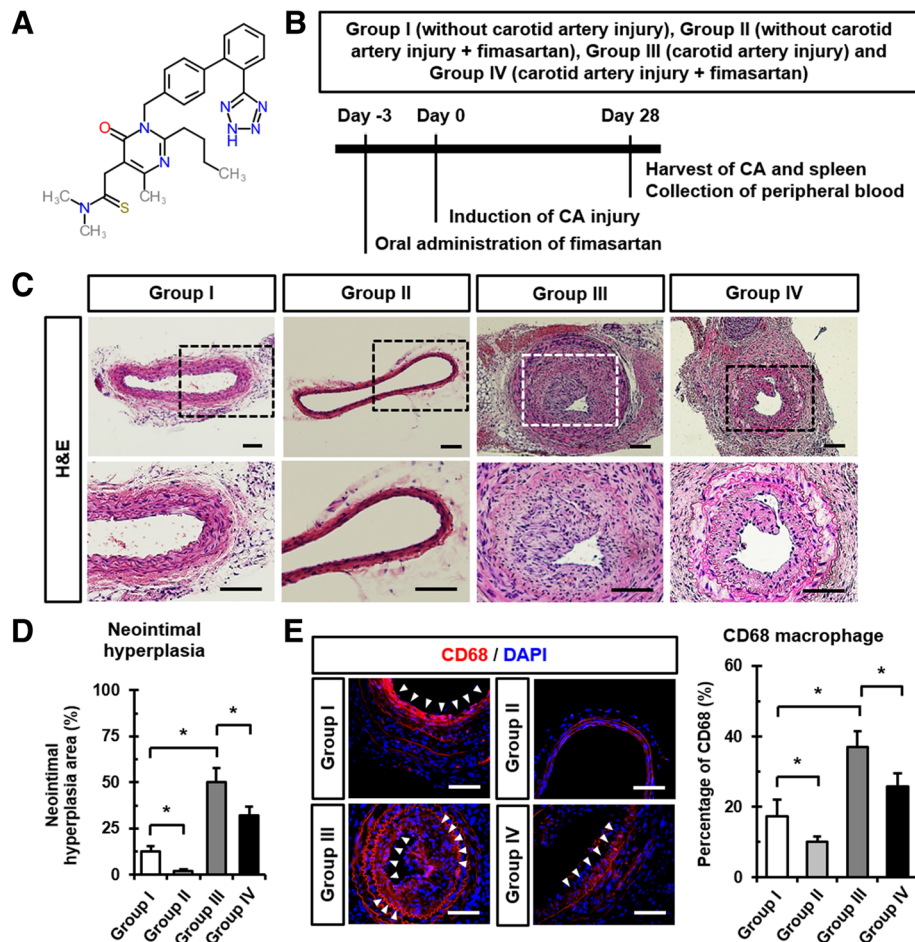 A
N
N
N
N
H
O
N
N
CH₃
CH₃
H₃C
N
S
CH₃
B
Group I (without carotid artery injury), Group II (without carotid
artery injury + fimasartan), Group III (carotid artery injury) and
Group IV (carotid artery injury + fimasartan)
Day -3
Day 0
Day 28
Harvest of CA and spleen
Collection of peripheral blood
Induction of CA injury
Oral administration of fimasartan
C
Group I
Group II
Group III
Group IV
H&E
D
Neointimal
hyperplasia
Neointimal
hyperplasia area (%)
100
75
50
25
0
*
*
*
Group I
Group II
Group III
Group IV
E
CD68 / DAPI
Group I
Group II
Group III
Group IV
CD68 macrophage
Percentage of CD68 (%)
60
40
20
0
*
*
*
Group I
Group II
Group III
Group IV